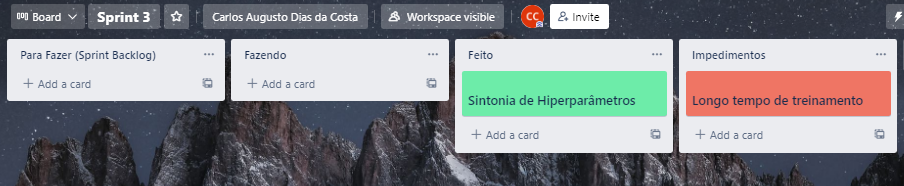 Board Sprint 3 Carlos Augusto Dias da Costa Workspace visible CC Invite
Para Fazer (Sprint Backlog) ... Fazendo ... Feito ... Impedimentos ...
+ Add a card + Add a card Sintonia de Hiperparâmetros Longo tempo de treinamento
+ Add a card + Add a card